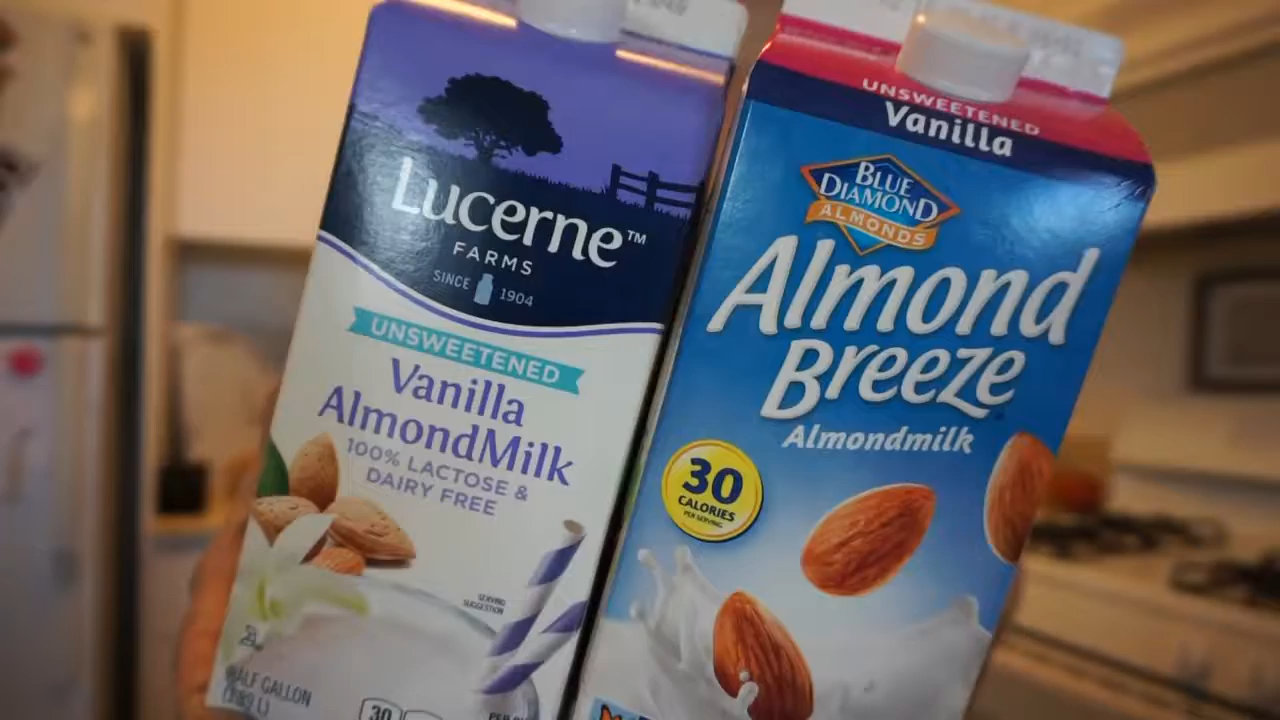 Lucerne™
FARMS
SINCE 1904
UNSWEETENED
Vanilla
AlmondMilk
100% LACTOSE &
DAIRY FREE
SERVING
SUGGESTION
HALF GALLON
30
UNSWEETENED
Vanilla
BLUE
DIAMOND
ALMONDS
Almond
Breeze
Almondmilk
30
CALORIES
PER SERVING